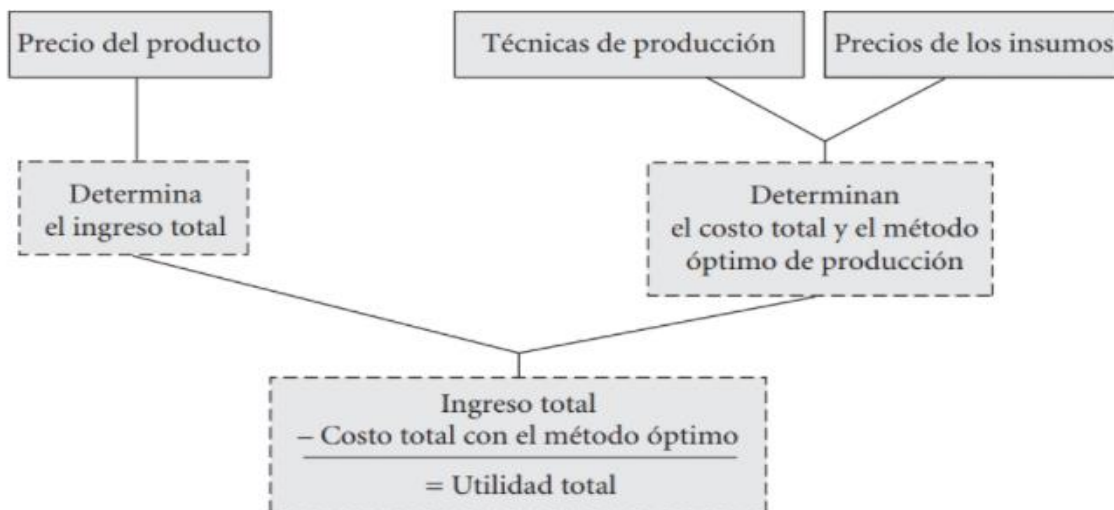 Precio del producto
Técnicas de producción
Precios de los insumos
Determina
el ingreso total
Determinan
el costo total y el método
óptimo de producción
Ingreso total
– Costo total con el método óptimo
= Utilidad total